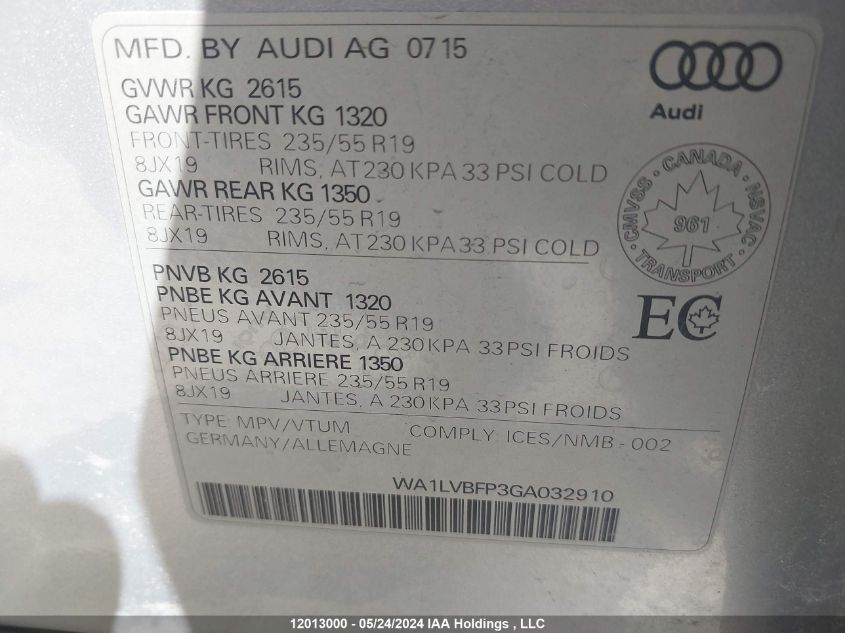 MFD. BY AUDI AG 0715
Audi
GVWR KG 2615
GAWR FRONT KG 1320
FRONT-TIRES 235/55 R19
8JX19 RIMS, AT 230 KPA 33 PSI COLD
GAWR REAR KG 1350
REAR-TIRES 235/55 R19
8JX19 RIMS, AT 230 KPA 33 PSI COLD
CMVSS - CANADA - NSVAC - TRANSPORT -
961
PNVB KG 2615
PNBE KG AVANT 1320
PNEUS AVANT 235/55 R19
8JX19 JANTES, A 230 KPA 33 PSI FROIDS
PNBE KG ARRIERE 1350
PNEUS ARRIERE 235/55 R19
8JX19 JANTES, A 230 KPA 33 PSI FROIDS
EC
TYPE: MPV/VTUM COMPLY: ICES/NMB - 002
GERMANY/ALLEMAGNE
WA1LVBFP3GA032910
12013000 - 05/24/2024 IAA Holdings , LLC